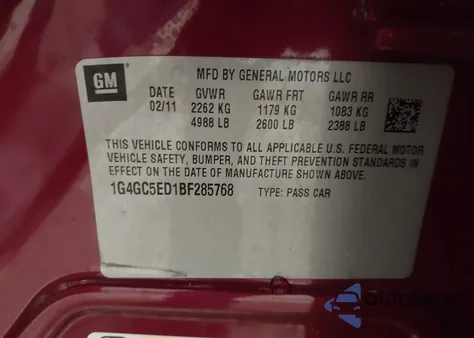 GM
MFD BY GENERAL MOTORS LLC
DATE GVWR GAWR FRT GAWR RR
02/11 2262 KG 1179 KG 1083 KG
4988 LB 2600 LB 2388 LB
THIS VEHICLE CONFORMS TO ALL APPLICABLE U.S. FEDERAL MOTOR
VEHICLE SAFETY, BUMPER, AND THEFT PREVENTION STANDARDS IN
EFFECT ON THE DATE OF MANUFACTURE SHOWN ABOVE.
1G4GC5ED1BF285768 TYPE: PASS CAR